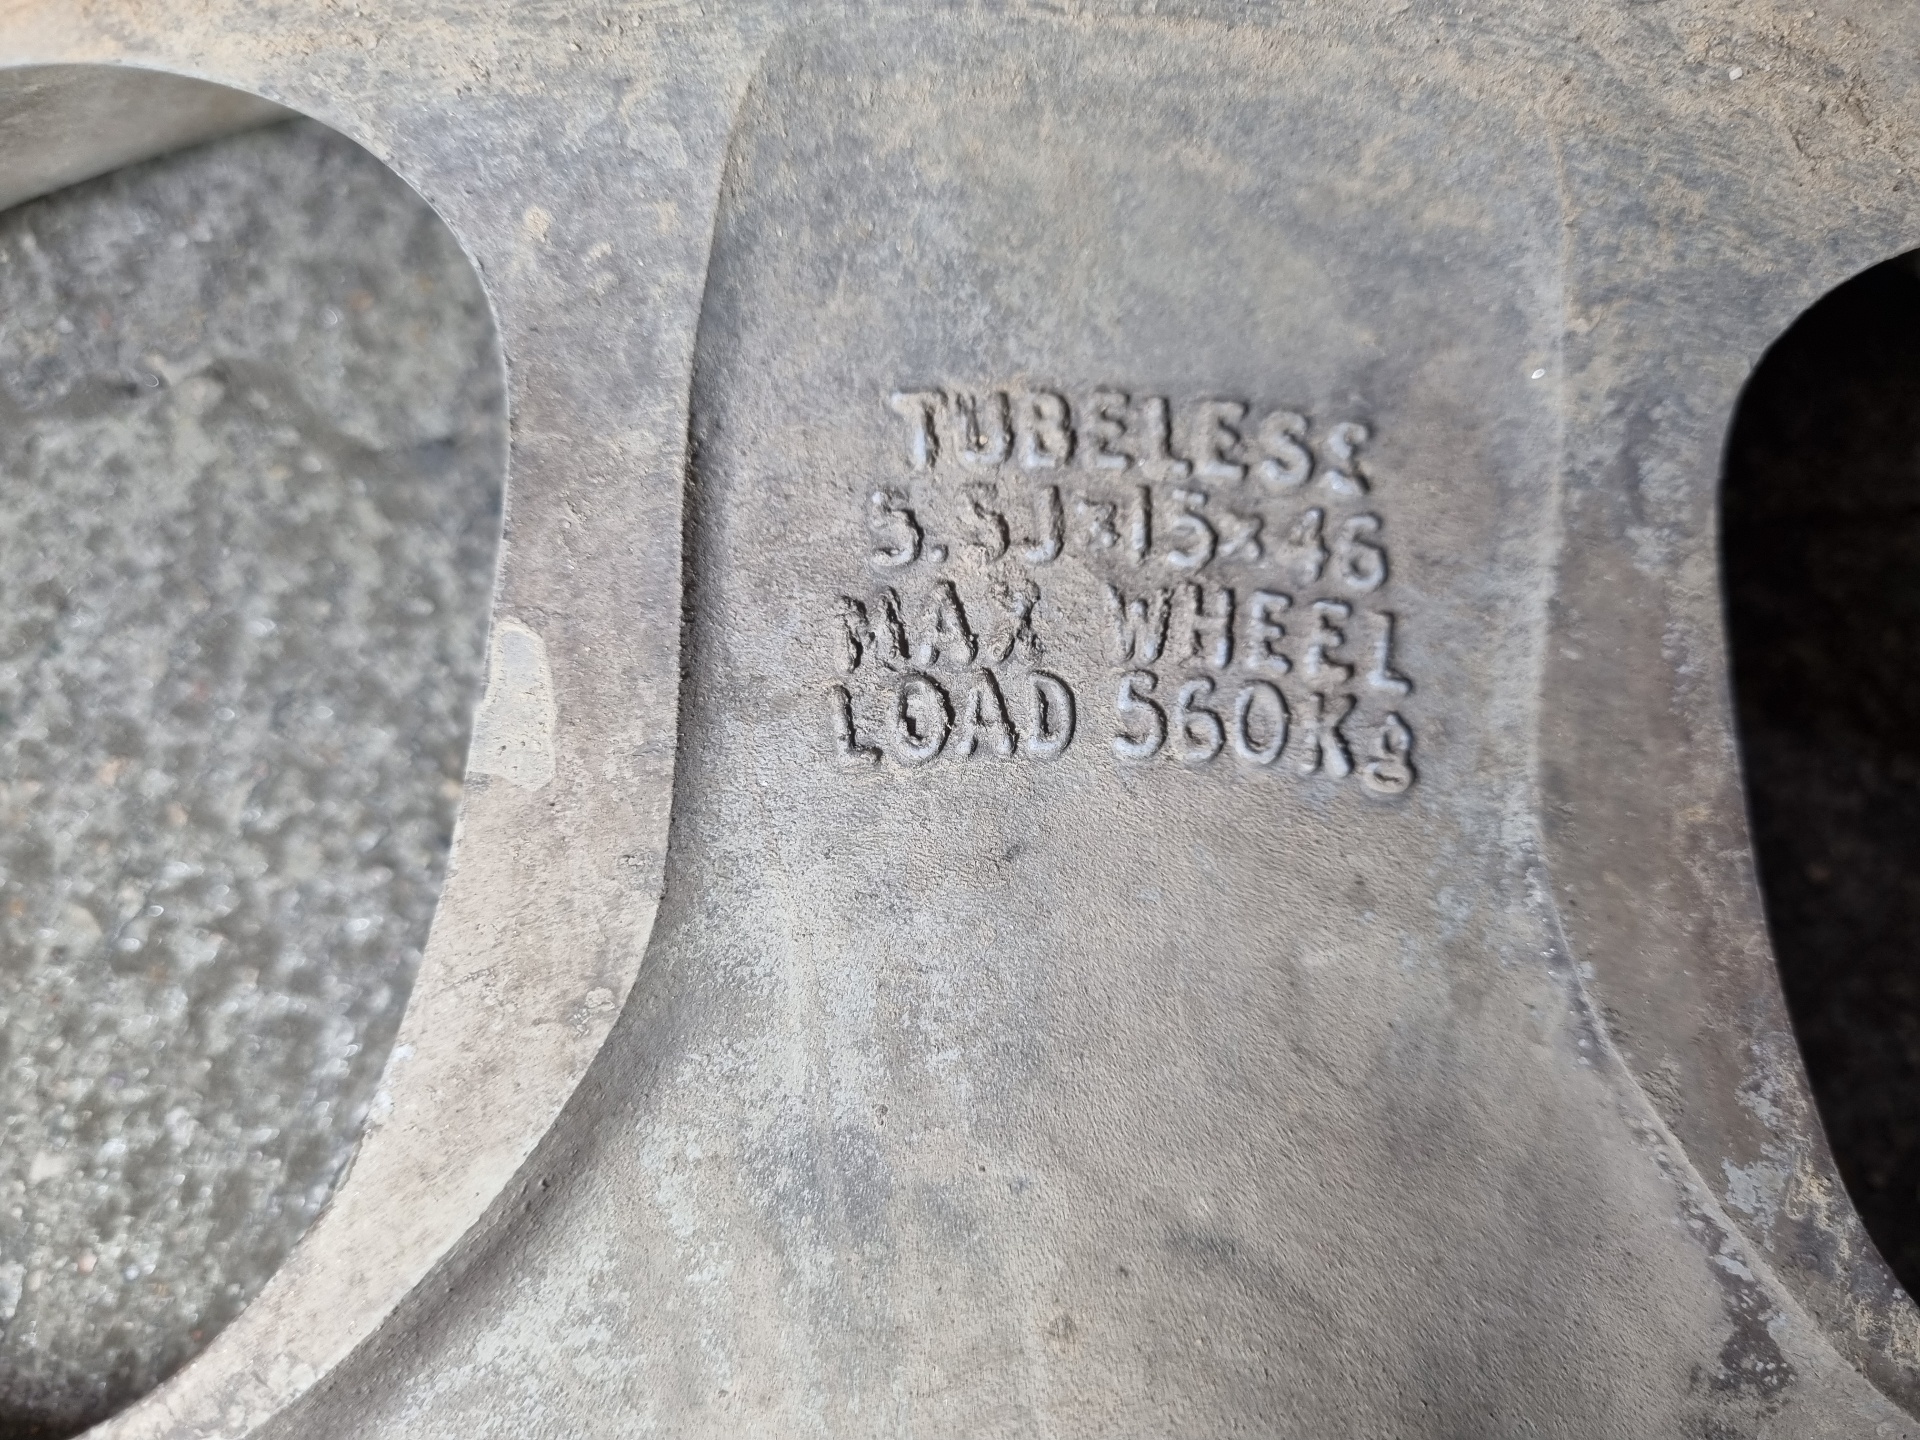 TUBELESS
5.5J×15×46
MAX WHEEL
LOAD 560Kg